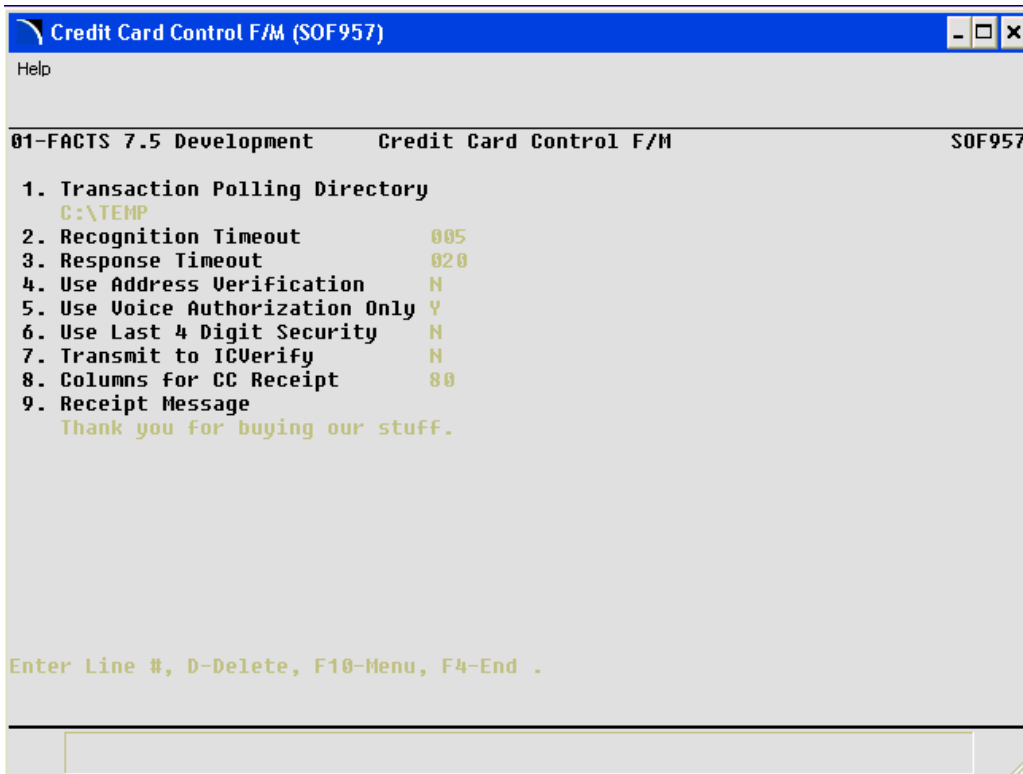 Credit Card Control F/M (SOF957)
Help
01-FACTS 7.5 Development Credit Card Control F/M SOF957
1. Transaction Polling Directory
C:\TEMP
2. Recognition Timeout 005
3. Response Timeout 020
4. Use Address Verification N
5. Use Voice Authorization Only Y
6. Use Last 4 Digit Security N
7. Transmit to ICVerify N
8. Columns for CC Receipt 80
9. Receipt Message
Thank you for buying our stuff.
Enter Line #, D-Delete, F10-Menu, F4-End .